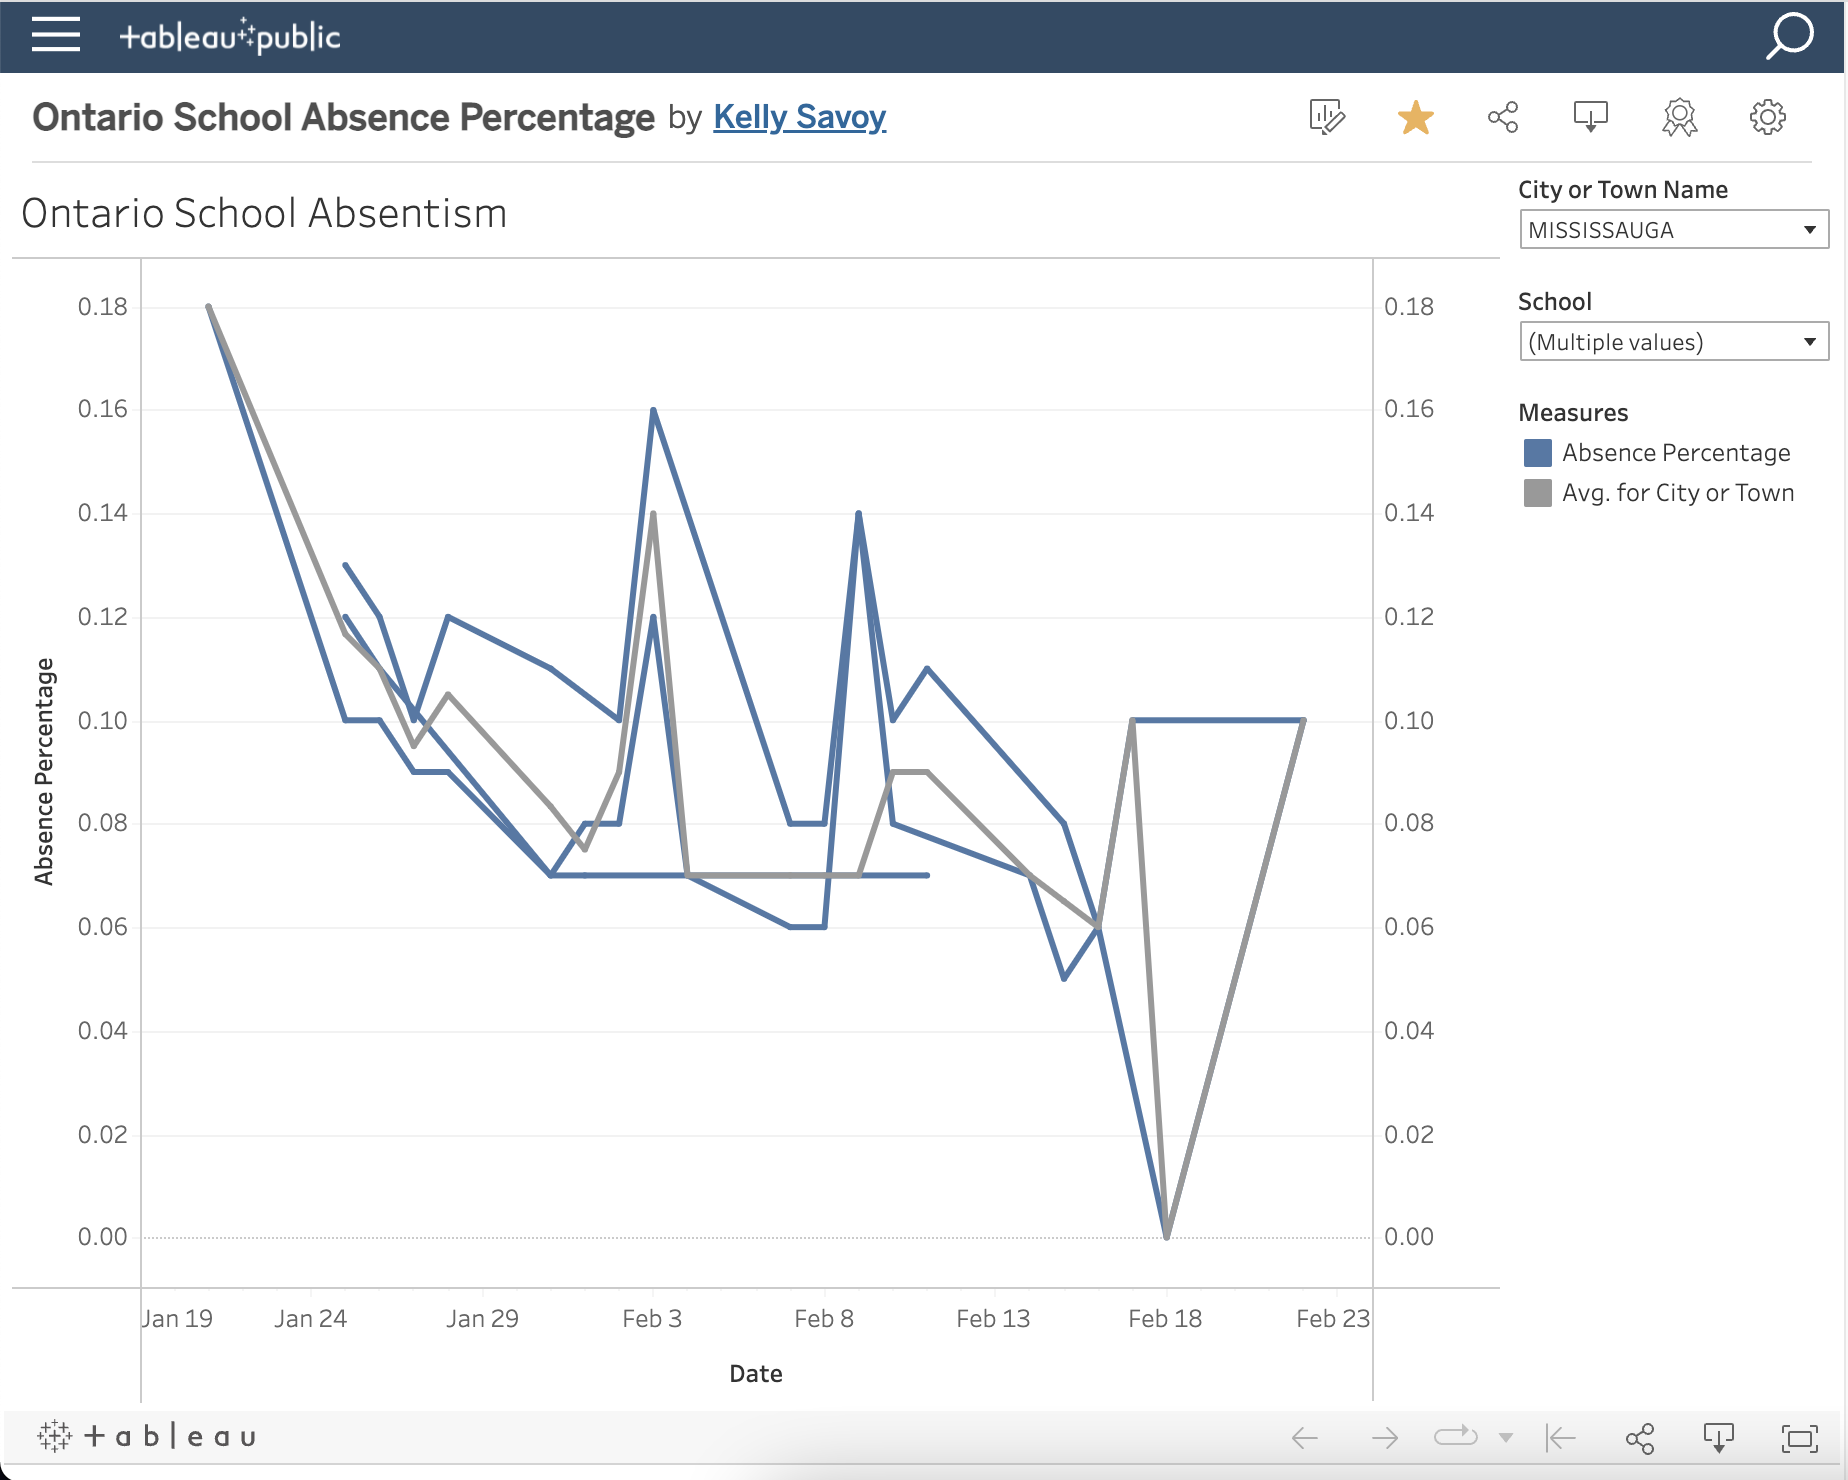 +ableau public
Ontario School Absence Percentage by Kelly Savoy
Ontario School Absentism
City or Town Name
MISSISSAUGA
School
(Multiple values)
Measures
Absence Percentage
Avg. for City or Town
Absence Percentage
0.18
0.16
0.14
0.12
0.10
0.08
0.06
0.04
0.02
0.00
0.18
0.16
0.14
0.12
0.10
0.08
0.06
0.04
0.02
0.00
Jan 19 Jan 24 Jan 29 Feb 3 Feb 8 Feb 13 Feb 18 Feb 23
Date
+ableau